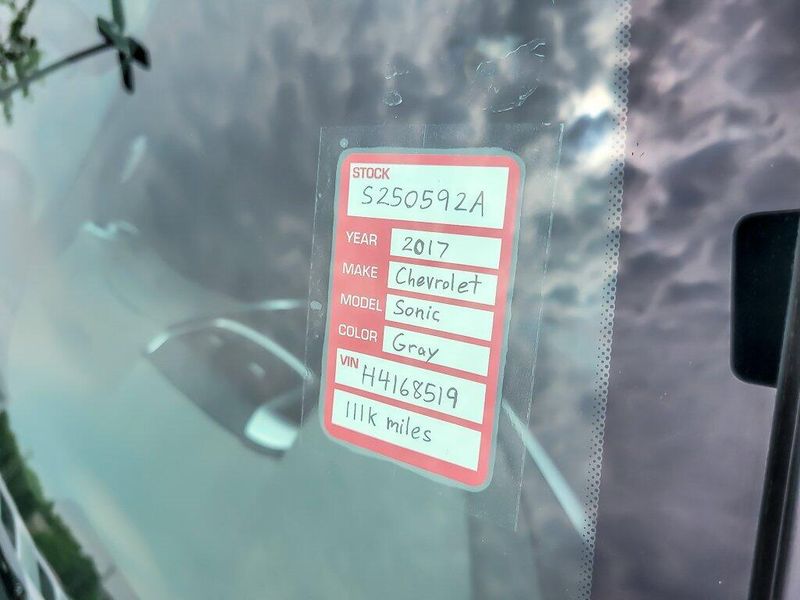 STOCK
S250592A
YEAR 2017
MAKE Chevrolet
MODEL Sonic
COLOR Gray
VIN H4168519
111k miles